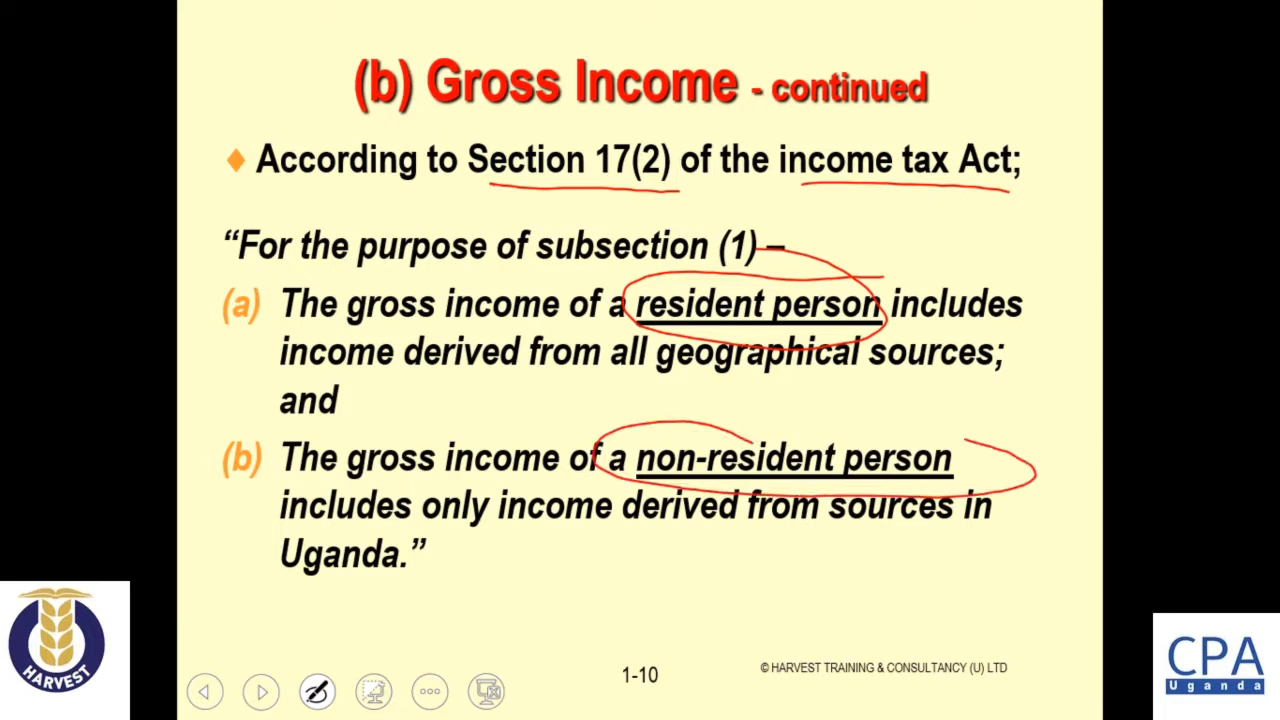 (b) Gross Income - continued
♦ According to Section 17(2) of the income tax Act;
“For the purpose of subsection (1) –
(a) The gross income of a resident person includes
income derived from all geographical sources;
and
(b) The gross income of a non-resident person
includes only income derived from sources in
Uganda.”
HARVEST
1-10
© HARVEST TRAINING & CONSULTANCY (U) LTD
CPA
Uganda